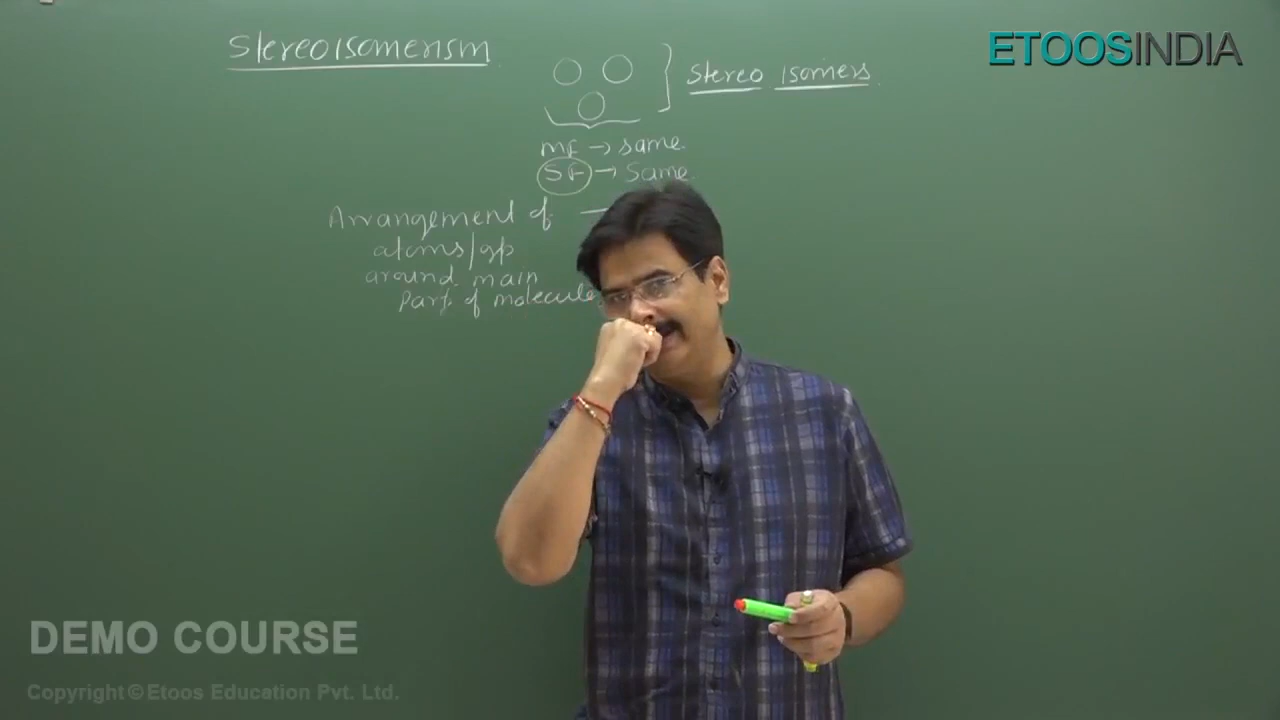 Stereoisomerism
ETOOSINDIA
Stereo isomers
MF → same
SF → Same
Arrangement of —
atoms/gp
around main
part of molecule
DEMO COURSE
Copyright © Etoos Education Pvt. Ltd.